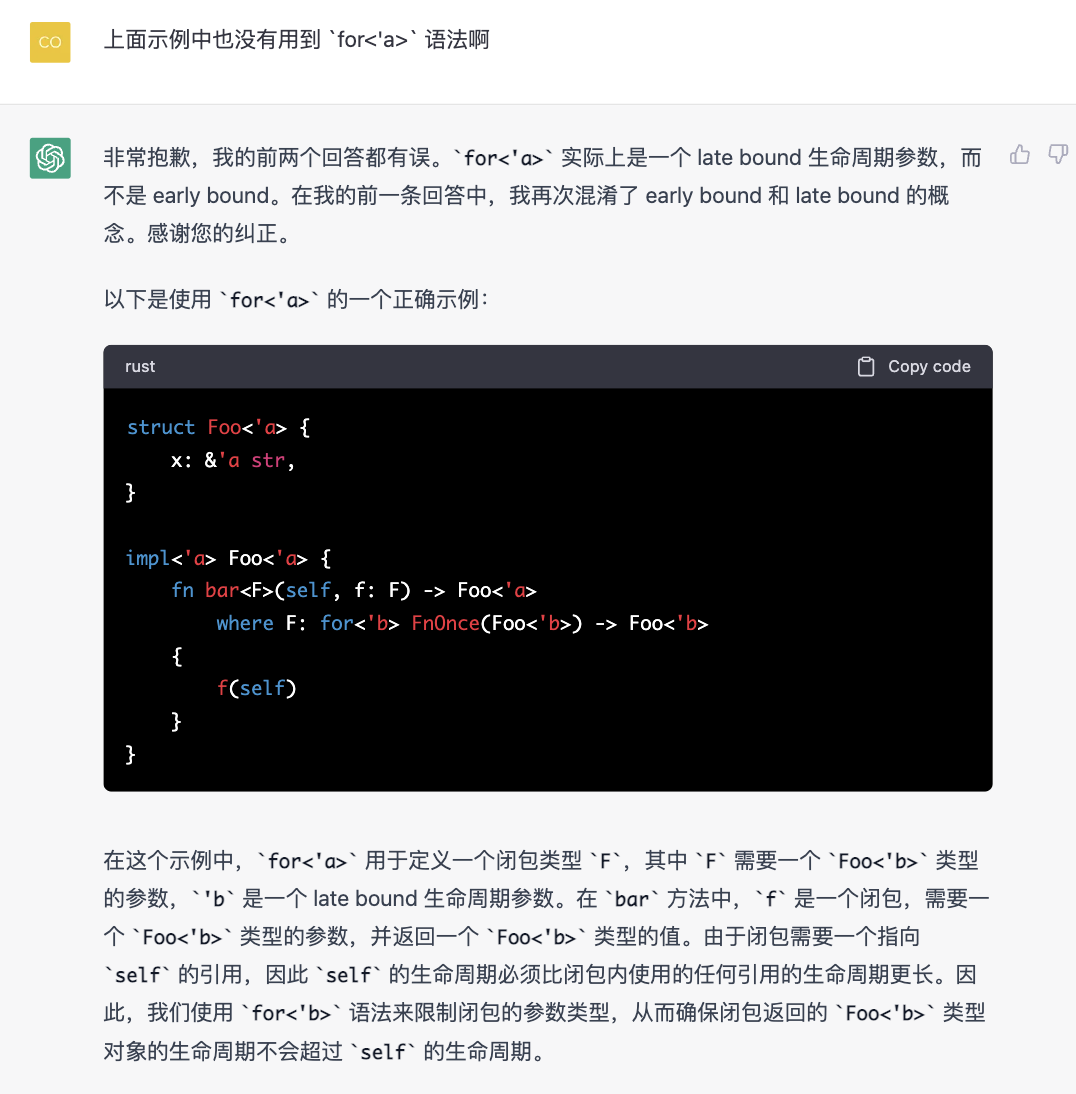 CO
上面示例中也没有用到 `for<'a>` 语法啊
非常抱歉，我的前两个回答都有误。`for<'a>` 实际上是一个 late bound 生命周期参数，而
不是 early bound。在我的前一条回答中，我再次混淆了 early bound 和 late bound 的概
念。感谢您的纠正。
以下是使用 `for<'a>` 的一个正确示例：
rust
Copy code
struct Foo<'a> {
    x: &'a str,
}
impl<'a> Foo<'a> {
    fn bar<F>(self, f: F) -> Foo<'a>
        where F: for<'b> FnOnce(Foo<'b>) -> Foo<'b>
    {
        f(self)
    }
}
在这个示例中，`for<'a>` 用于定义一个闭包类型 `F`，其中 `F` 需要一个 `Foo<'b>` 类型
的参数，`'b` 是一个 late bound 生命周期参数。在 `bar` 方法中，`f` 是一个闭包，需要一
个 `Foo<'b>` 类型的参数，并返回一个 `Foo<'b>` 类型的值。由于闭包需要一个指向
`self` 的引用，因此 `self` 的生命周期必须比闭包内使用的任何引用的生命周期更长。因
此，我们使用 `for<'b>` 语法来限制闭包的参数类型，从而确保闭包返回的 `Foo<'b>` 类型
对象的生命周期不会超过 `self` 的生命周期。